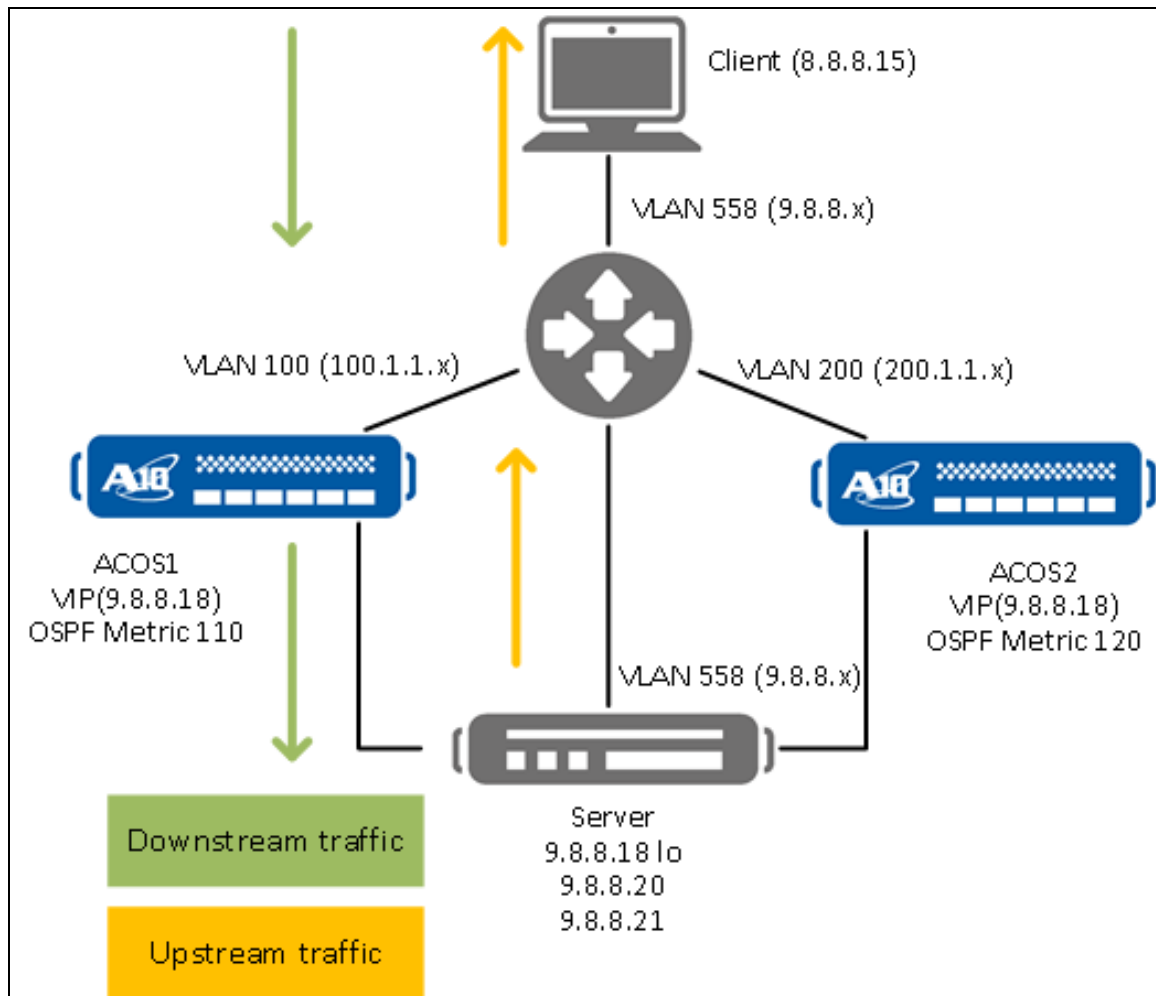 Client (8.8.8.15)
VLAN 558 (9.8.8.x)
VLAN 100 (100.1.1.x)
VLAN 200 (200.1.1.x)
A10
A10
ACOS1
VIP(9.8.8.18)
OSPF Metric 110
ACOS2
VIP(9.8.8.18)
OSPF Metric 120
VLAN 558 (9.8.8.x)
Server
9.8.8.18 lo
9.8.8.20
9.8.8.21
Downstream traffic
Upstream traffic